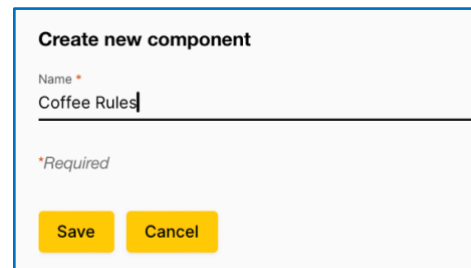 Create new component
Name *
Coffee Rules
*Required
Save Cancel